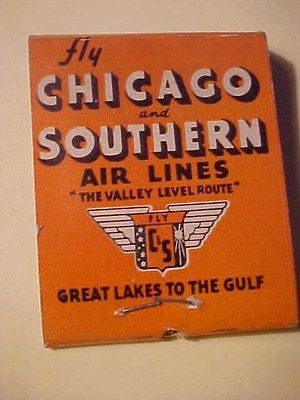 fly
CHICAGO
and
SOUTHERN
AIR LINES
"THE VALLEY LEVEL ROUTE"
FLY
C&S
GREAT LAKES TO THE GULF